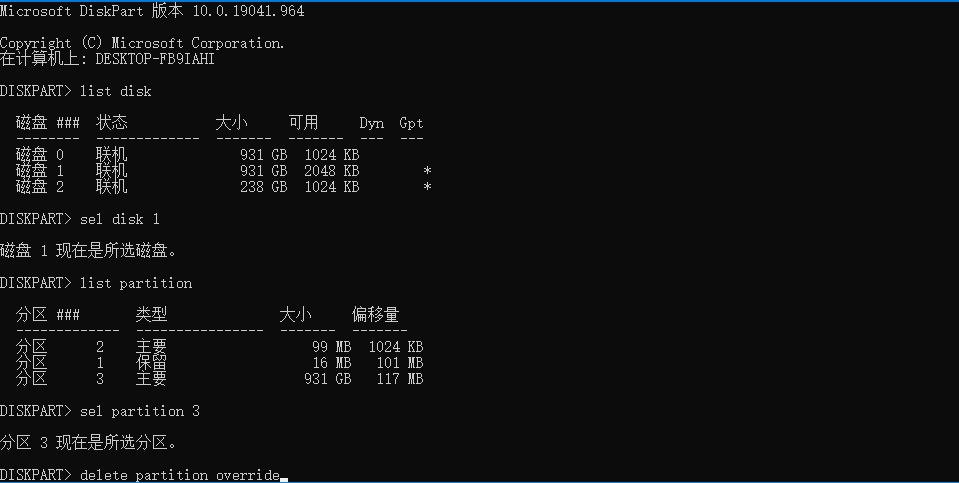 Microsoft DiskPart 版本 10.0.19041.964
Copyright (C) Microsoft Corporation.
在计算机上: DESKTOP-FB9IAHI
DISKPART> list disk
磁盘 ###  状态           大小     可用     Dyn  Gpt
--------  -------------  -------  -------  ---  ---
磁盘 0    联机              931 GB  1024 KB
磁盘 1    联机              931 GB  2048 KB        *
磁盘 2    联机              238 GB  1024 KB        *
DISKPART> sel disk 1
磁盘 1 现在是所选磁盘。
DISKPART> list partition
分区 ###       类型              大小     偏移量
-------------  ----------------  -------  -------
分区      2    主要                 99 MB  1024 KB
分区      1    保留                 16 MB   101 MB
分区      3    主要                931 GB   117 MB
DISKPART> sel partition 3
分区 3 现在是所选分区。
DISKPART> delete partition override